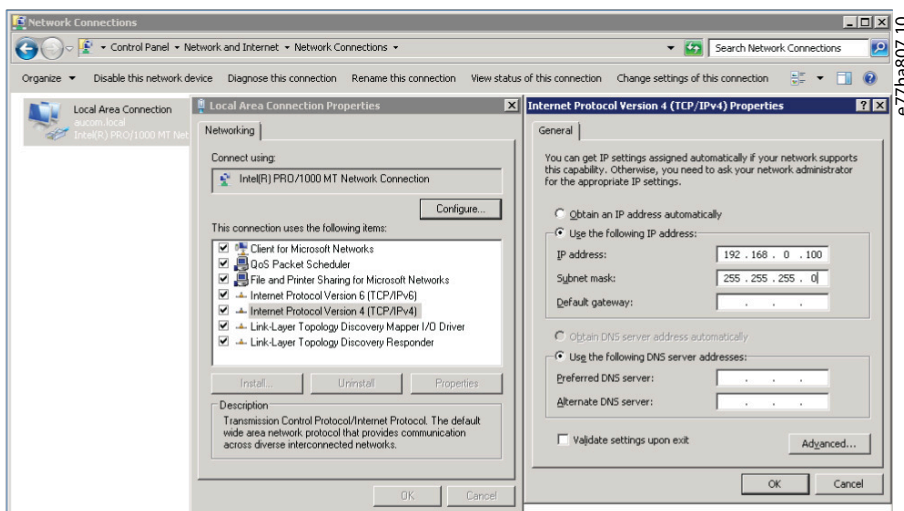 Network Connections
Control Panel Network and Internet Network Connections
Search Network Connections
Organize Disable this network device Diagnose this connection Rename this connection View status of this connection Change settings of this connection
Local Area Connection
aucom.local
Intel(R) PRO/1000 MT Net
Local Area Connection Properties
Networking
Connect using:
Intel(R) PRO/1000 MT Network Connection
Configure...
This connection uses the following items:
Client for Microsoft Networks
QoS Packet Scheduler
File and Printer Sharing for Microsoft Networks
Internet Protocol Version 6 (TCP/IPv6)
Internet Protocol Version 4 (TCP/IPv4)
Link-Layer Topology Discovery Mapper I/O Driver
Link-Layer Topology Discovery Responder
Install... Uninstall Properties
Description
Transmission Control Protocol/Internet Protocol. The default
wide area network protocol that provides communication
across diverse interconnected networks.
OK Cancel
Internet Protocol Version 4 (TCP/IPv4) Properties
General
You can get IP settings assigned automatically if your network supports
this capability. Otherwise, you need to ask your network administrator
for the appropriate IP settings.
Obtain an IP address automatically
Use the following IP address:
IP address: 192 . 168 . 0 . 100
Subnet mask: 255 . 255 . 255 . 0
Default gateway: . . .
Obtain DNS server address automatically
Use the following DNS server addresses:
Preferred DNS server: . . .
Alternate DNS server: . . .
Validate settings upon exit
Advanced...
OK Cancel